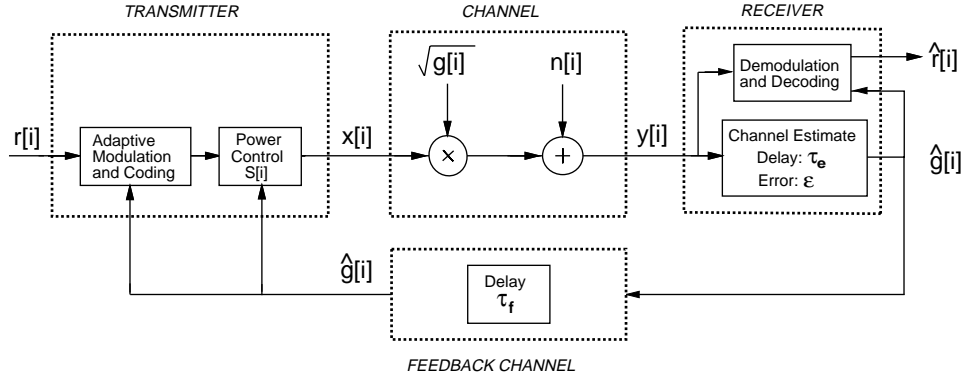 TRANSMITTER
CHANNEL
RECEIVER
r[i]
Adaptive
Modulation
and Coding
Power
Control
S[i]
x[i]
√g[i]
×
n[i]
+
y[i]
Demodulation
and Decoding
r̂[i]
Channel Estimate
Delay: τe
Error: ε
ĝ[i]
ĝ[i]
Delay
τf
FEEDBACK CHANNEL